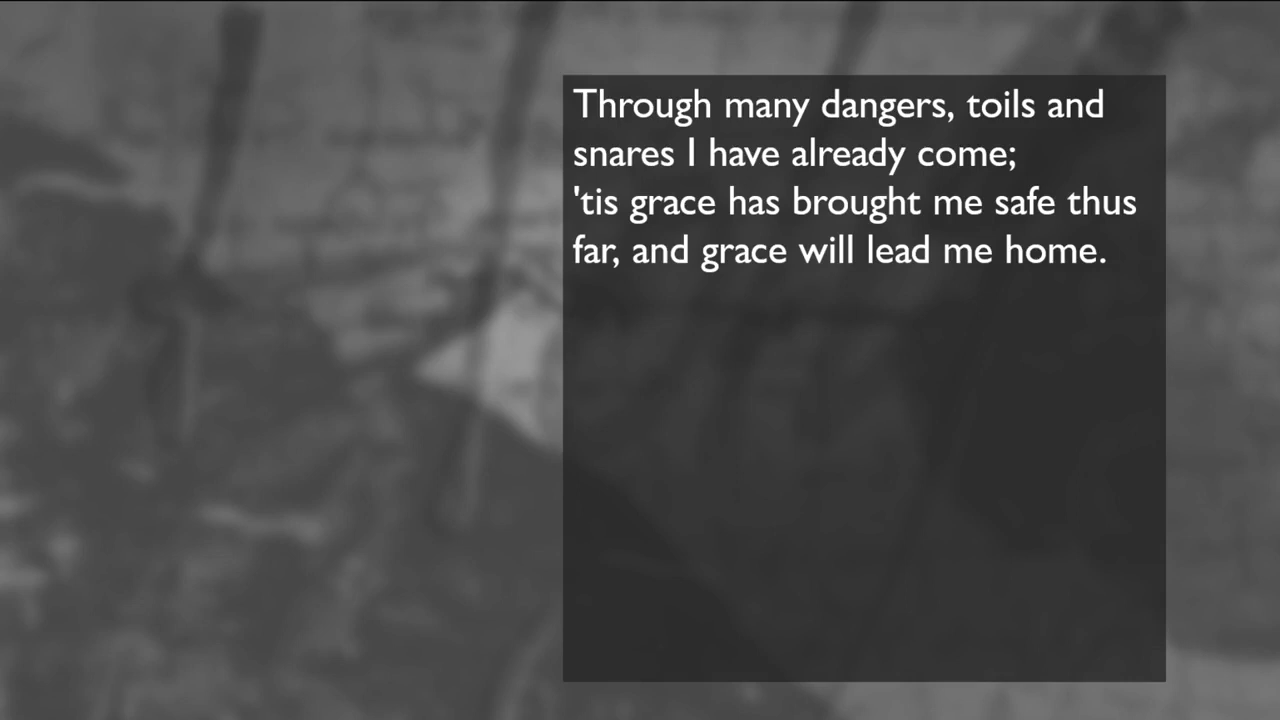 Through many dangers, toils and
snares I have already come;
'tis grace has brought me safe thus
far, and grace will lead me home.